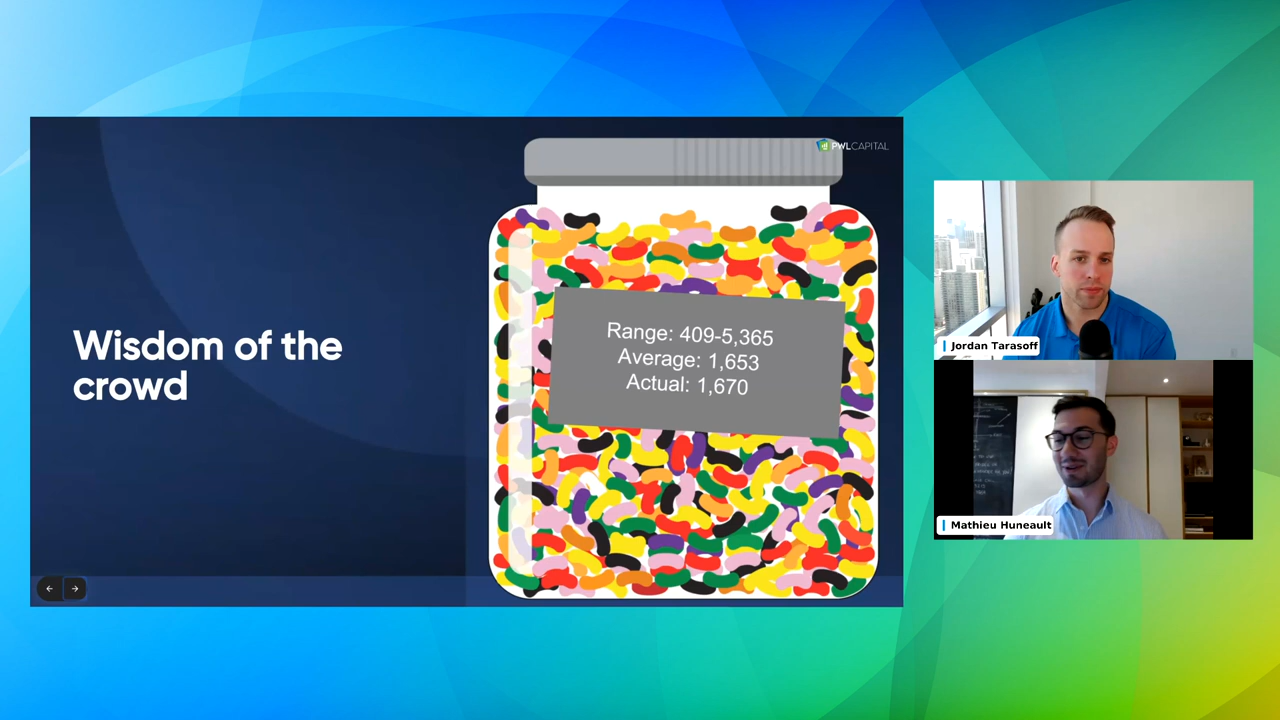 PWLCAPITAL
Wisdom of the
crowd
Range: 409-5,365
Average: 1,653
Actual: 1,670
Jordan Tarasoff
Mathieu Huneault